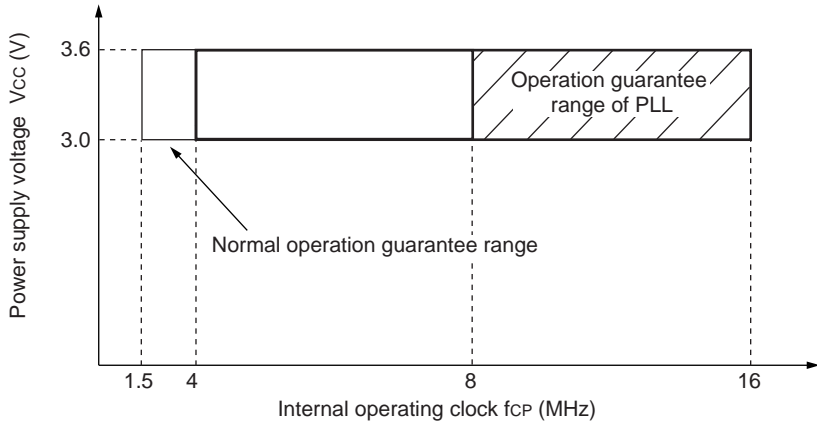 Power supply voltage VCC (V)
3.6
3.0
Operation guarantee
range of PLL
Normal operation guarantee range
1.5 4 8 16
Internal operating clock fCP (MHz)